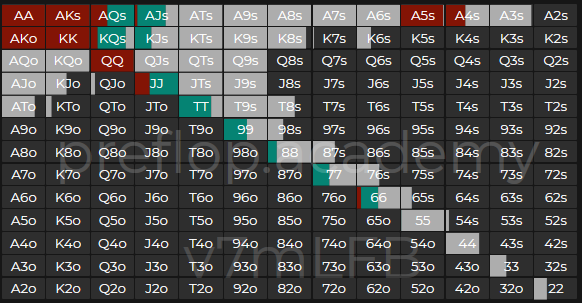 AA AKs AQs AJs ATs A9s A8s A7s A6s A5s A4s A3s A2s
AKo KK KQs KJs KTs K9s K8s K7s K6s K5s K4s K3s K2s
AQo KQo QQ QJs QTs Q9s Q8s Q7s Q6s Q5s Q4s Q3s Q2s
AJo KJo QJo JJ JTs J9s J8s J7s J6s J5s J4s J3s J2s
ATo KTo QTo JTo TT T9s T8s T7s T6s T5s T4s T3s T2s
A9o K9o Q9o J9o T9o 99 98s 97s 96s 95s 94s 93s 92s
A8o K8o Q8o J8o T8o 98o 88 87s 86s 85s 84s 83s 82s
preflop.academy
A7o K7o Q7o J7o T7o 97o 87o 77 76s 75s 74s 73s 72s
A6o K6o Q6o J6o T6o 96o 86o 76o 66 65s 64s 63s 62s
A5o K5o Q5o J5o T5o 95o 85o 75o 65o 55 54s 53s 52s
A4o K4o Q4o J4o T4o 94o 84o 74o 64o 54o 44 43s 42s
v7mLFB
A3o K3o Q3o J3o T3o 93o 83o 73o 63o 53o 43o 33 32s
A2o K2o Q2o J2o T2o 92o 82o 72o 62o 52o 42o 32o 22